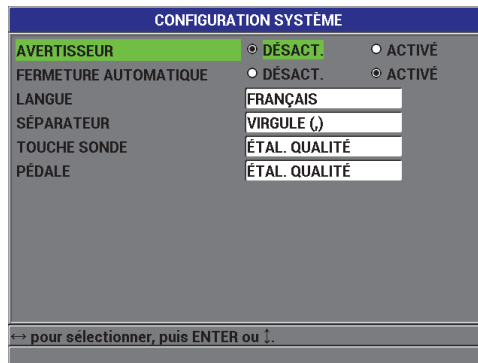 CONFIGURATION SYSTÈME
AVERTISSEUR DÉSACT. ACTIVÉ
FERMETURE AUTOMATIQUE DÉSACT. ACTIVÉ
LANGUE FRANÇAIS
SÉPARATEUR VIRGULE (,)
TOUCHE SONDE ÉTAL. QUALITÉ
PÉDALE ÉTAL. QUALITÉ
↔ pour sélectionner, puis ENTER ou ↕.